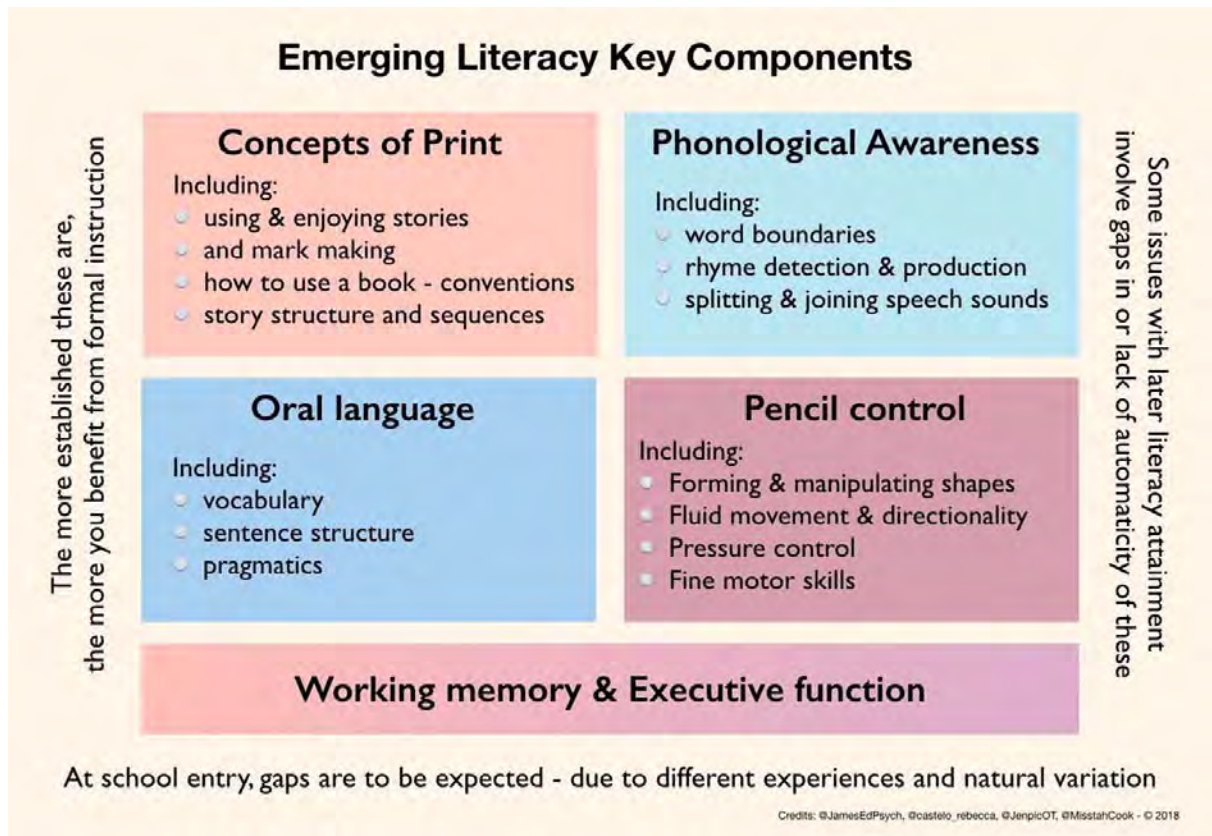 Emerging Literacy Key Components
Concepts of Print
Including:
using & enjoying stories
and mark making
how to use a book - conventions
story structure and sequences
Phonological Awareness
Including:
word boundaries
rhyme detection & production
splitting & joining speech sounds
Oral language
Including:
vocabulary
sentence structure
pragmatics
Pencil control
Including:
Forming & manipulating shapes
Fluid movement & directionality
Pressure control
Fine motor skills
Working memory & Executive function
The more established these are,
the more you benefit from formal instruction
Some issues with later literacy attainment
involve gaps in or lack of automaticity of these
At school entry, gaps are to be expected - due to different experiences and natural variation
Credits: @JamesEdPsych, @castelo_rebecca, @JenpicOT, @MisstahCook - © 2018